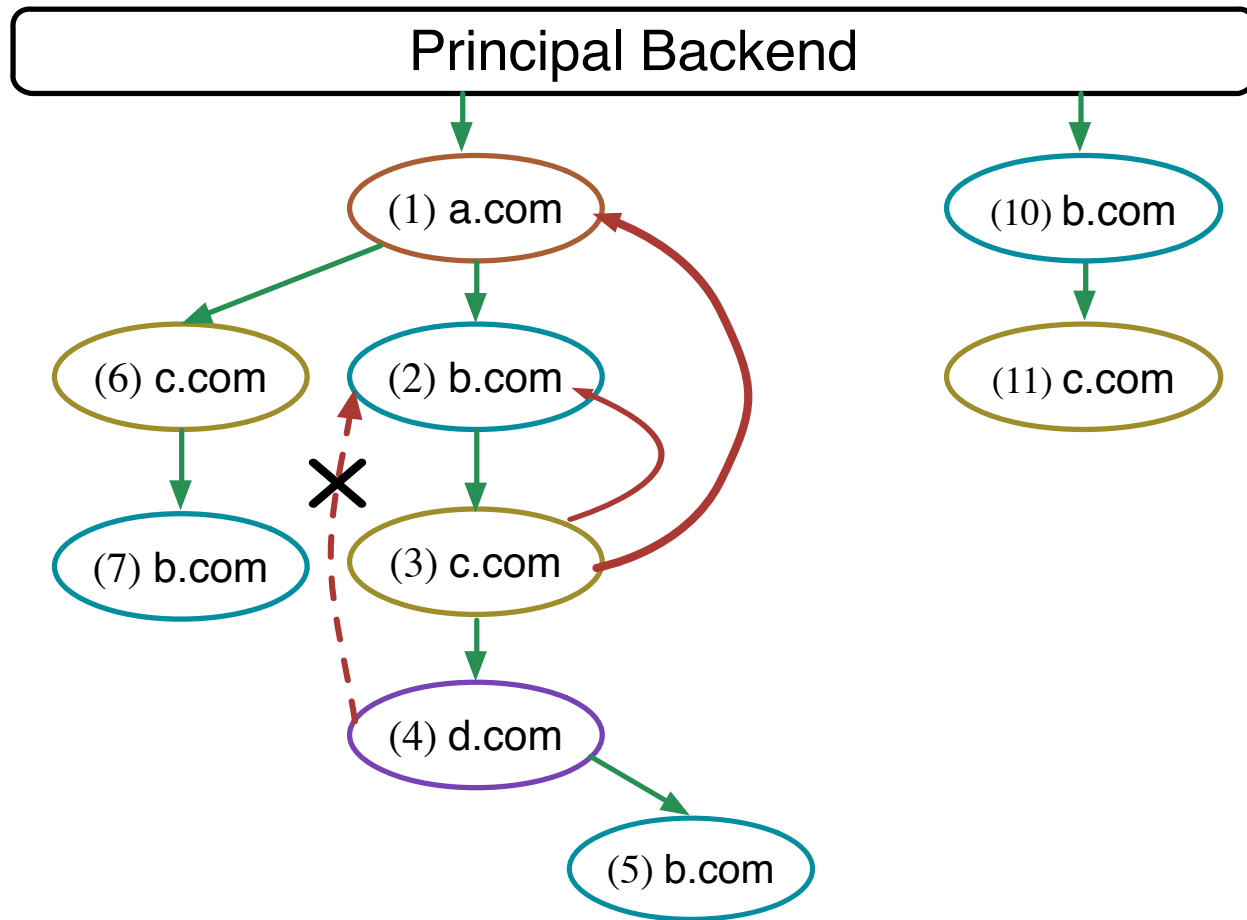 Principal Backend
(1) a.com
(10) b.com
(6) c.com
(2) b.com
(11) c.com
(7) b.com
(3) c.com
(4) d.com
(5) b.com